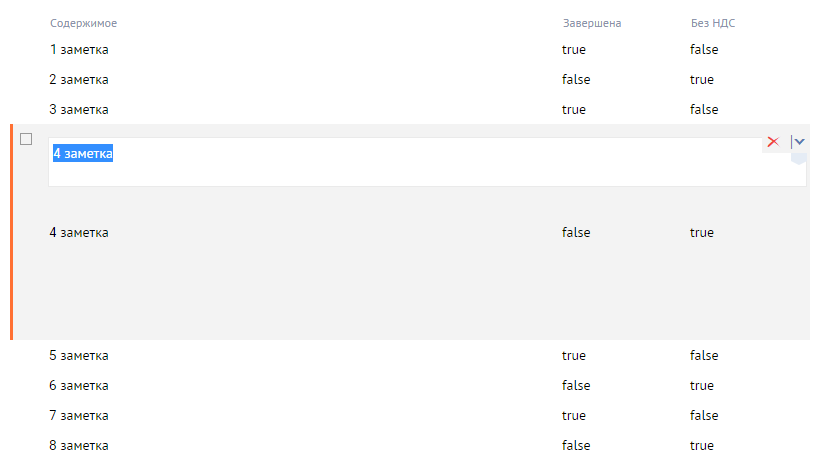 Содержимое Завершена Без НДС
1 заметка true false
2 заметка false true
3 заметка true false
4 заметка
4 заметка false true
5 заметка true false
6 заметка false true
7 заметка true false
8 заметка false true